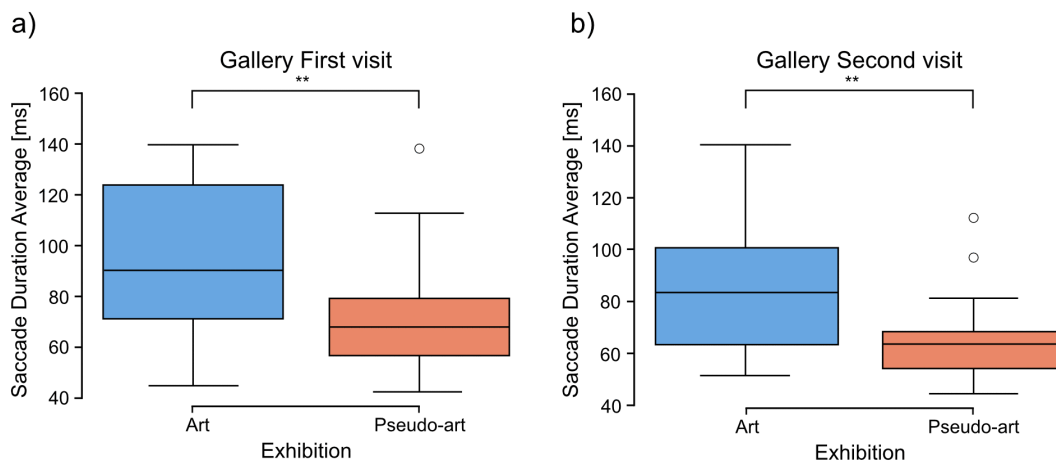 a)
Gallery First visit
**
Saccade Duration Average [ms]
160
140
120
100
80
60
40
Art
Pseudo-art
Exhibition
b)
Gallery Second visit
**
Saccade Duration Average [ms]
160
140
120
100
80
60
40
Art
Pseudo-art
Exhibition